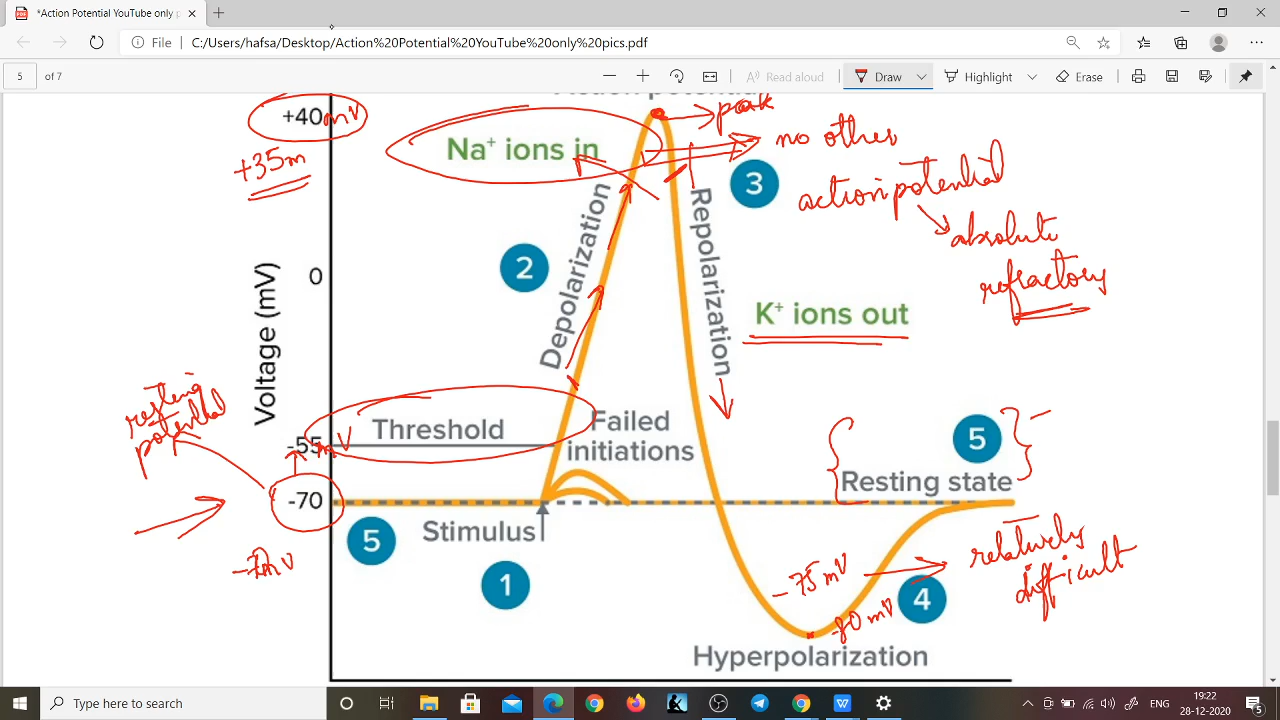 *Action Potential YouTube only p
File
C:/Users/hafsa/Desktop/Action%20Potential%20YouTube%20only%20pics.pdf
5 of 7
Read aloud
Draw
Highlight
Erase
Action potential
+40 mV
peak
+35m
Na⁺ ions in
no other
3
action potential
absolute
refractory
Depolarization
Repolarization
2
0
K⁺ ions out
Voltage (mV)
resting
potential
Threshold
Failed
initiations
-55 mV
5
Resting state
-70
Stimulus
5
1
-75 mV
relatively
difficult
4
-80 mV
Hyperpolarization
Type here to search
ENG
19:22
28-12-2020